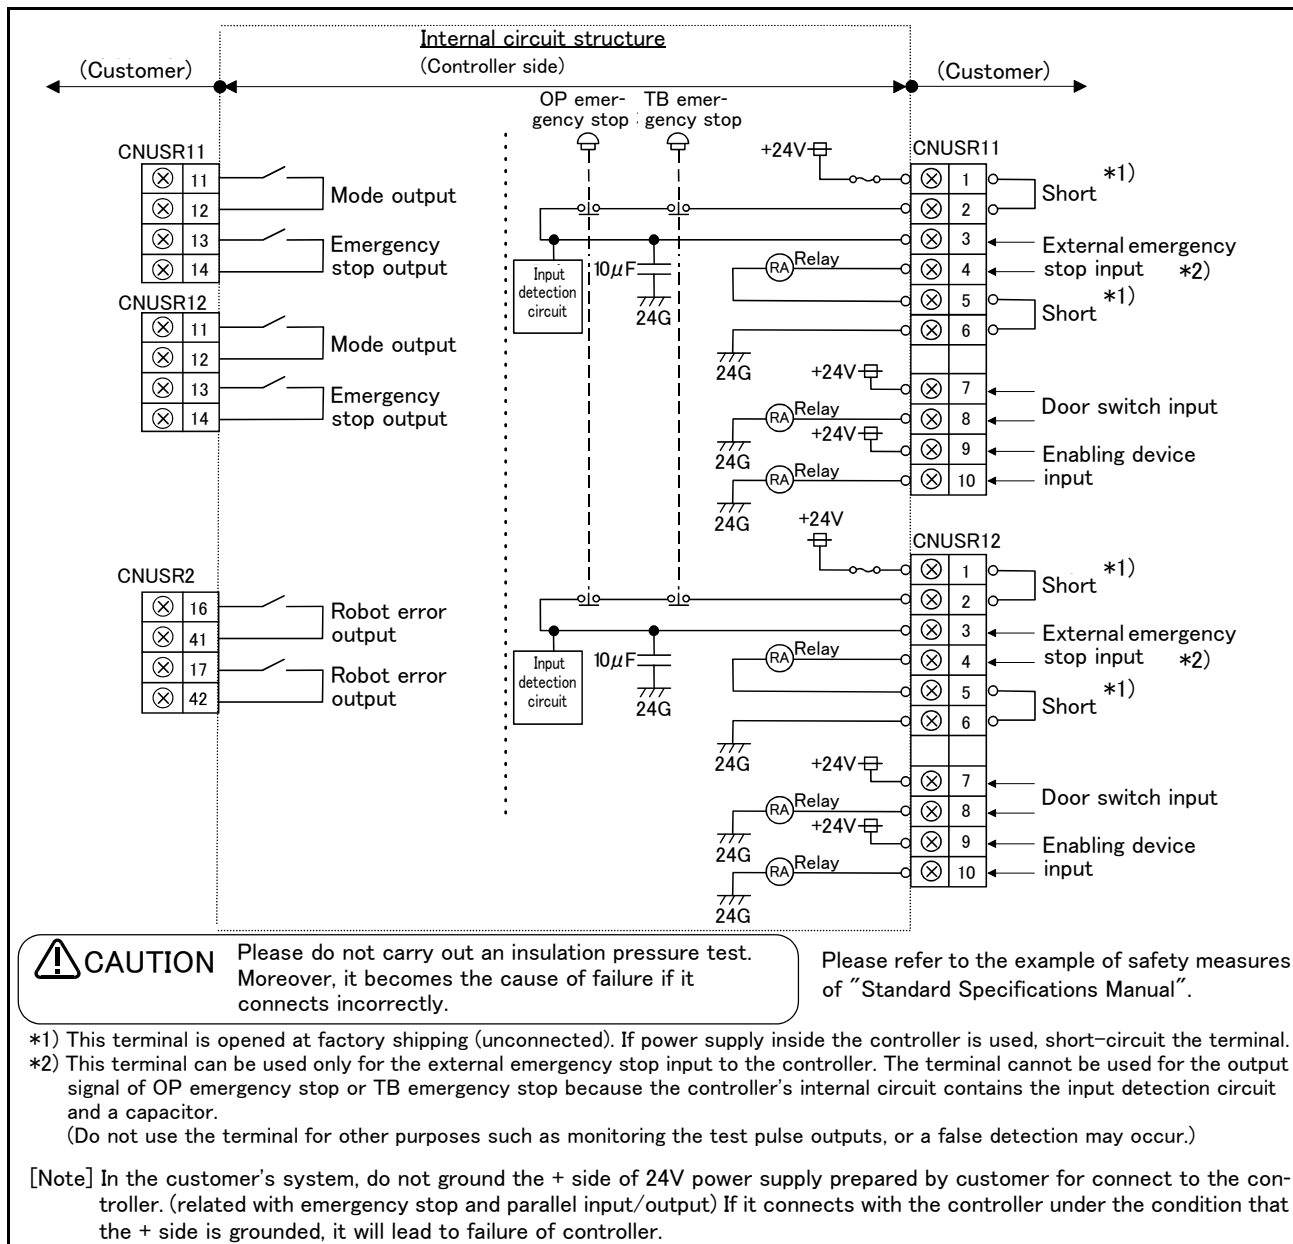 Internal circuit structure
(Customer)
(Controller side)
(Customer)
OP emer-
gency stop
TB emer-
gency stop
CNUSR11
11
12
13
14
Mode output
Emergency
stop output
CNUSR12
11
12
13
14
Mode output
Emergency
stop output
CNUSR2
16
41
17
42
Robot error
output
Robot error
output
+24V
CNUSR11
1
2
3
4
5
6
7
8
9
10
Short *1)
External emergency
stop input *2)
Short *1)
Door switch input
Enabling device
input
Input
detection
circuit
10μF
24G
RA Relay
24G
+24V
RA Relay
24G
+24V
RA Relay
24G
+24V
CNUSR12
1
2
3
4
5
6
7
8
9
10
Short *1)
External emergency
stop input *2)
Short *1)
Door switch input
Enabling device
input
Input
detection
circuit
10μF
24G
RA Relay
24G
+24V
RA Relay
24G
+24V
RA Relay
24G
CAUTION
Please do not carry out an insulation pressure test.
Moreover, it becomes the cause of failure if it
connects incorrectly.
Please refer to the example of safety measures
of "Standard Specifications Manual".
*1) This terminal is opened at factory shipping (unconnected). If power supply inside the controller is used, short-circuit the terminal.
*2) This terminal can be used only for the external emergency stop input to the controller. The terminal cannot be used for the output
signal of OP emergency stop or TB emergency stop because the controller's internal circuit contains the input detection circuit
and a capacitor.
(Do not use the terminal for other purposes such as monitoring the test pulse outputs, or a false detection may occur.)
[Note] In the customer's system, do not ground the + side of 24V power supply prepared by customer for connect to the con-
troller. (related with emergency stop and parallel input/output) If it connects with the controller under the condition that
the + side is grounded, it will lead to failure of controller.